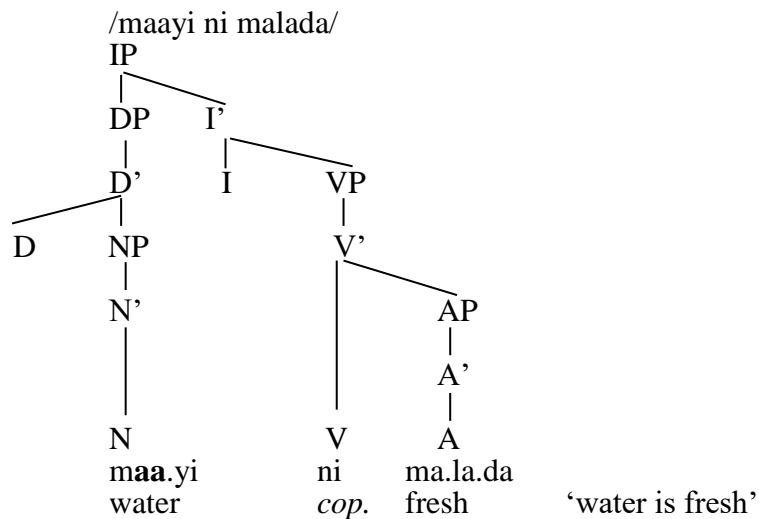 /maayi ni malada/
IP
DP I’
D’ I VP
D NP V’
N’ AP
A’
N V A
maa.yi ni ma.la.da
water cop. fresh ‘water is fresh’